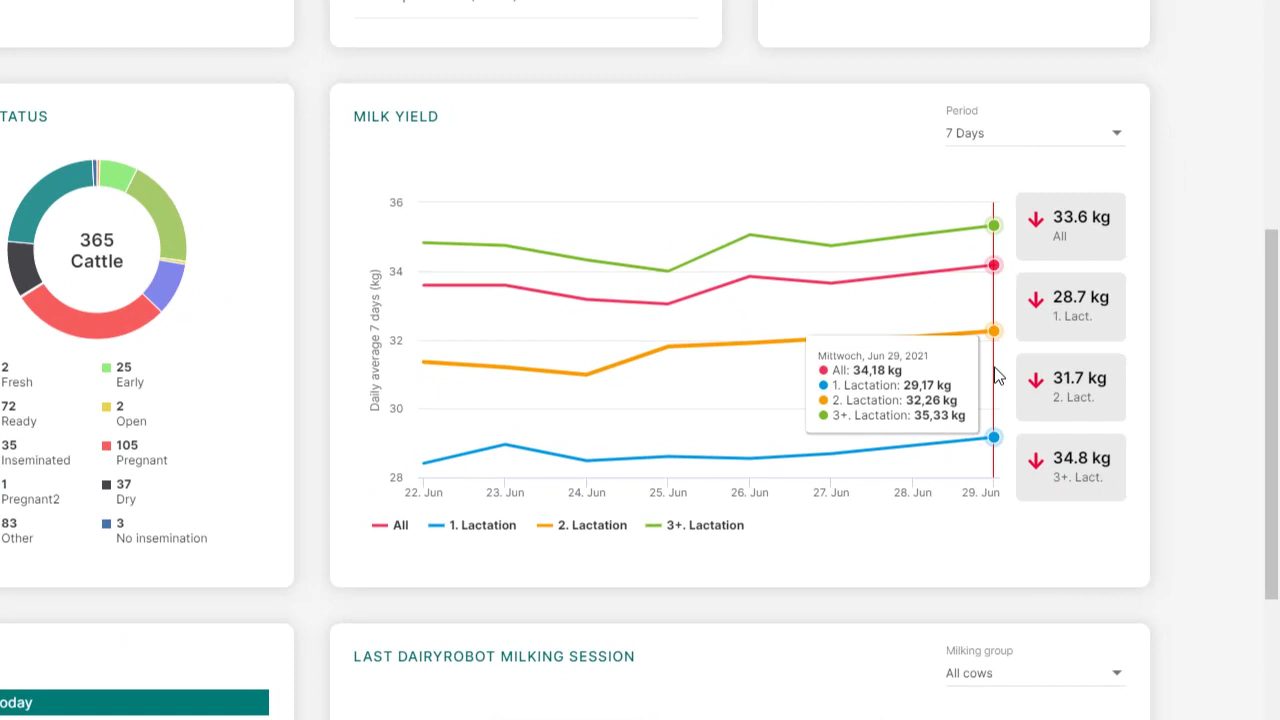 TATUS
365
Cattle
2
Fresh
25
Early
72
Ready
2
Open
35
Inseminated
105
Pregnant
1
Pregnant2
37
Dry
83
Other
3
No insemination
MILK YIELD
Period
7 Days
Daily average 7 days (kg)
36
34
32
30
28
22. Jun
23. Jun
24. Jun
25. Jun
26. Jun
27. Jun
28. Jun
29. Jun
Mittwoch, Jun 29, 2021
All: 34,18 kg
1. Lactation: 29,17 kg
2. Lactation: 32,26 kg
3+. Lactation: 35,33 kg
All
1. Lactation
2. Lactation
3+. Lactation
33.6 kg
All
28.7 kg
1. Lact.
31.7 kg
2. Lact.
34.8 kg
3+. Lact.
oday
LAST DAIRYROBOT MILKING SESSION
Milking group
All cows